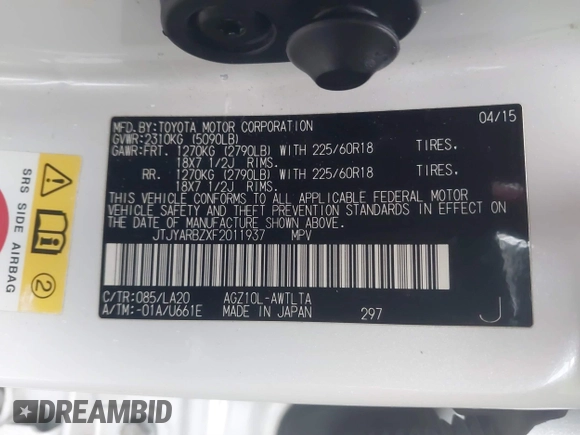 MFD.BY:TOYOTA MOTOR CORPORATION 04/15
GVWR:2310KG (5090LB)
GAWR:FRT. 1270KG (2790LB) WITH 225/60R18 TIRES,
18X7 1/2J RIMS.
RR. 1270KG (2790LB) WITH 225/60R18 TIRES,
18X7 1/2J RIMS.
THIS VEHICLE CONFORMS TO ALL APPLICABLE FEDERAL MOTOR
VEHICLE SAFETY AND THEFT PREVENTION STANDARDS IN EFFECT ON
THE DATE OF MANUFACTURE SHOWN ABOVE.
JTJYARBZXF2011937 MPV
C/TR:085/LA20 AGZ10L-AWTLTA
A/TM:-01A/U661E MADE IN JAPAN 297 J
SRS SIDE AIRBAG
2
DREAMBID